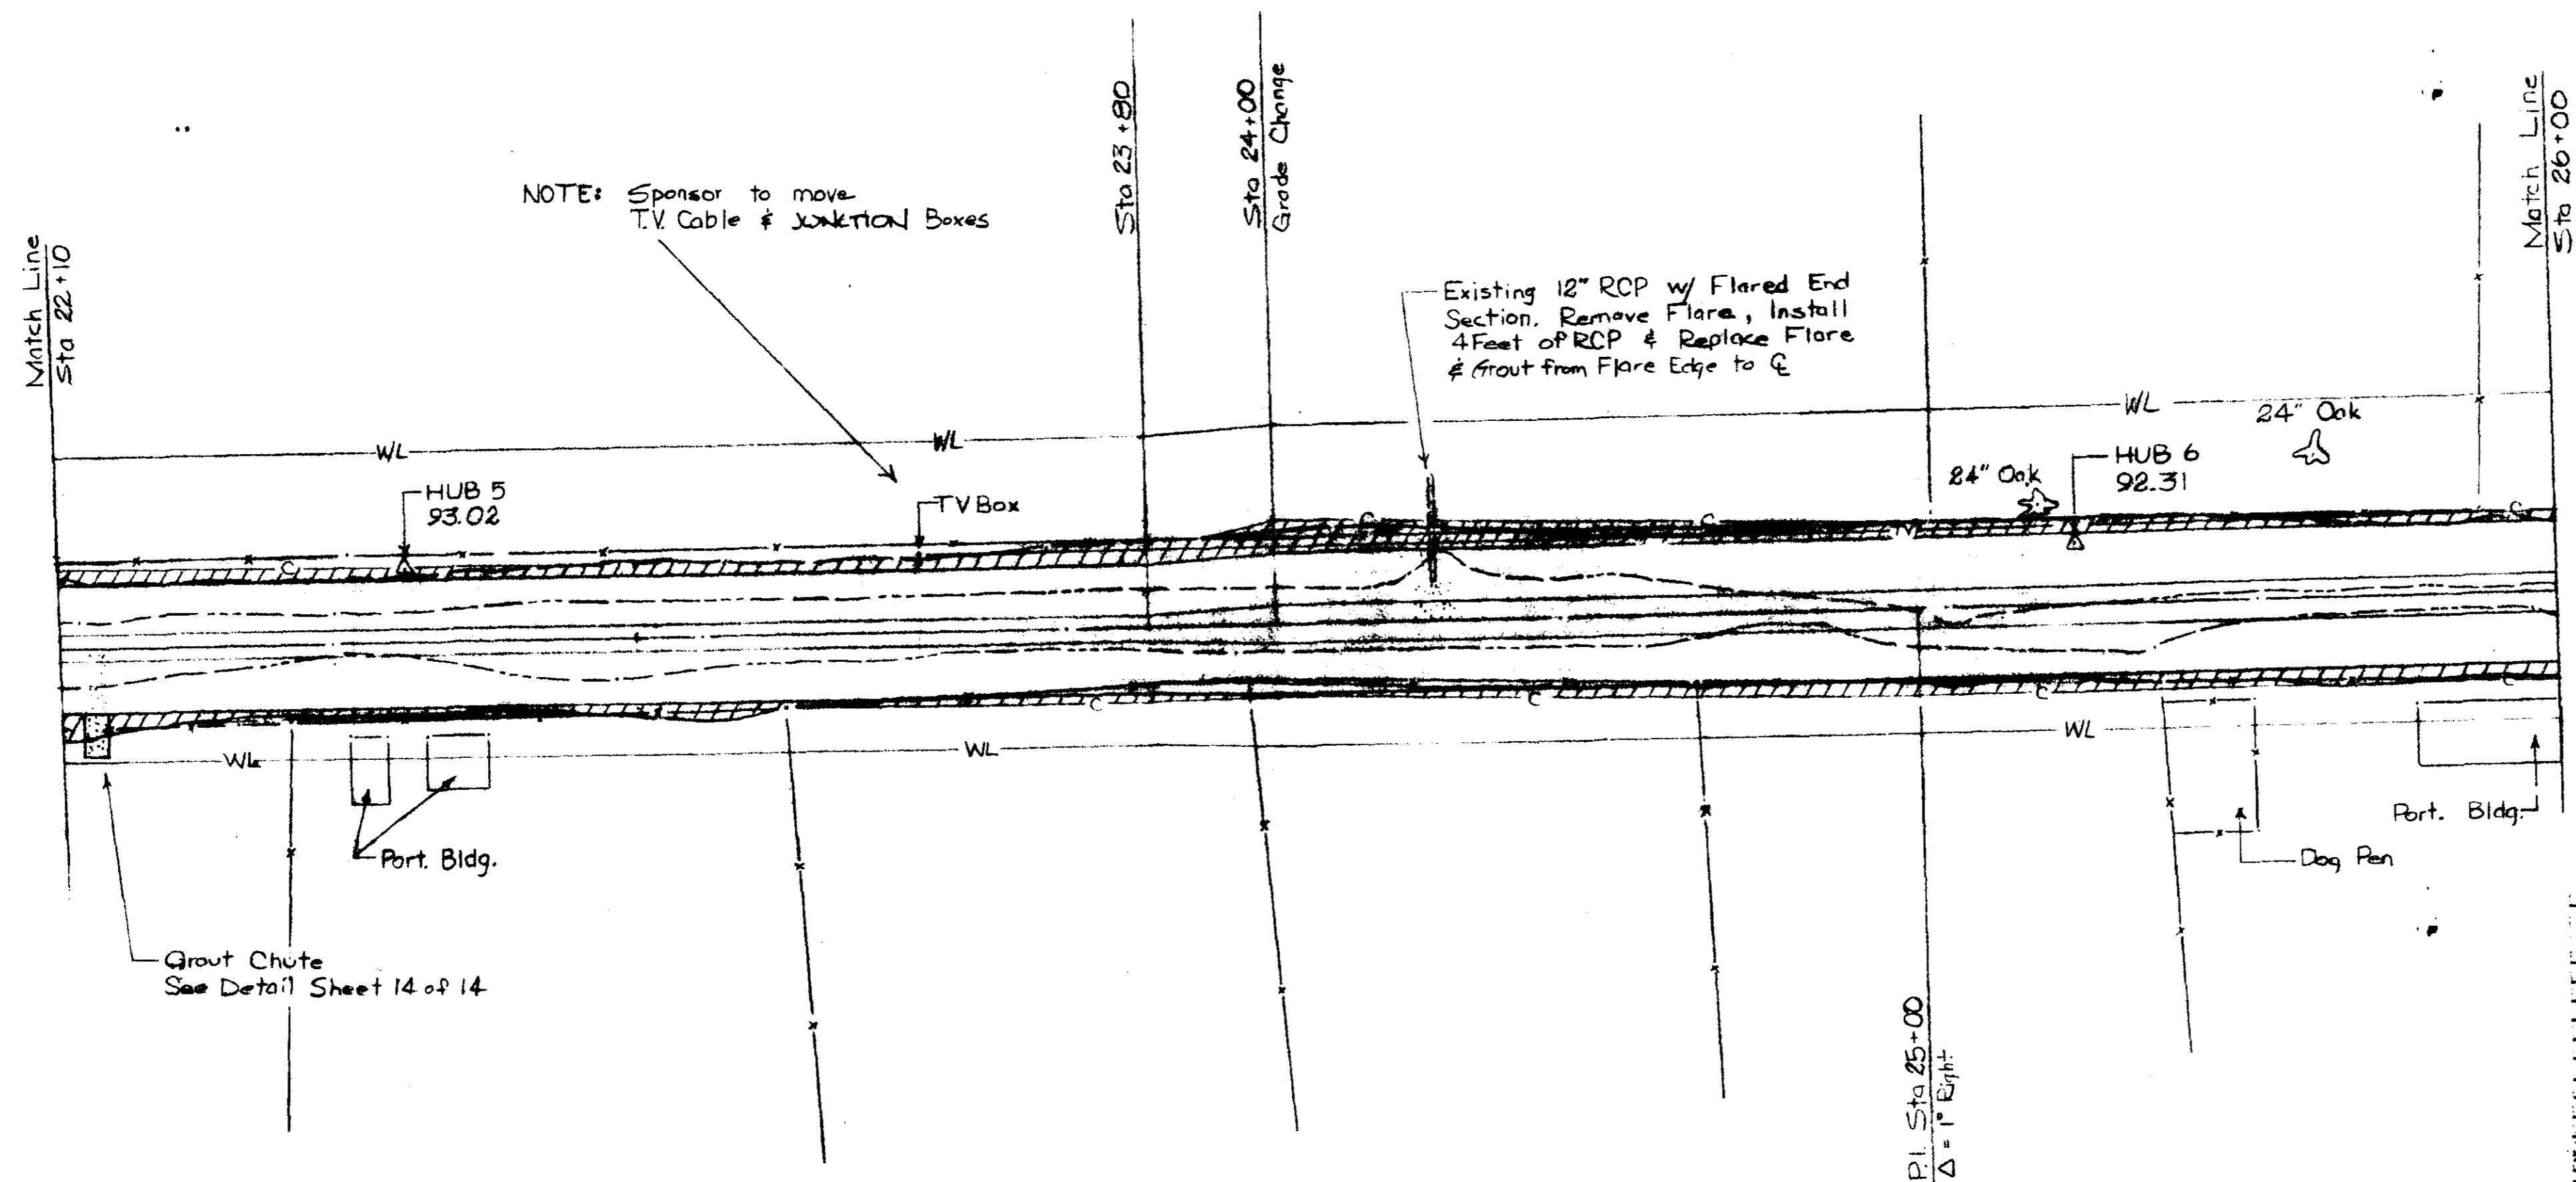 Match Line
Sta 22+10
NOTE: Sponsor to move
T.V. Cable & JUNCTION Boxes
Sta 23+80
Sta 24+00
Grade Change
Existing 12" RCP w/ Flared End
Section. Remove Flare, Install
4 Feet of RCP & Replace Flare
& Grout from Flare Edge to ℄
Match Line
Sta 26+00
WL
WL
WL
HUB 5
93.02
TV Box
24" Oak
HUB 6
92.31
24" Oak
C
C
C
C
C
C
C
C
WL
WL
WL
Port. Bldg.
Port. Bldg.
Dog Pen
Grout Chute
See Detail Sheet 14 of 14
P.I. Sta 25+00
Δ = 1° Right